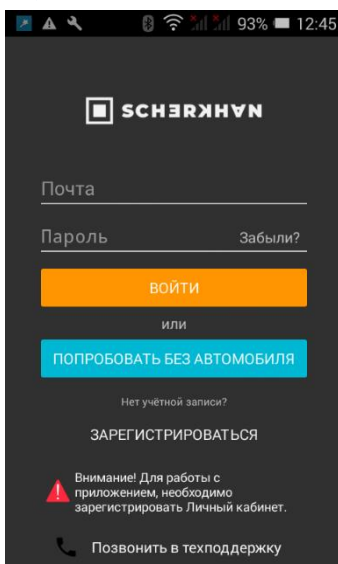 93% 12:45
SCHERKHAN
Почта
Пароль Забыли?
ВОЙТИ
или
ПОПРОБОВАТЬ БЕЗ АВТОМОБИЛЯ
Нет учётной записи?
ЗАРЕГИСТРИРОВАТЬСЯ
Внимание! Для работы с
приложением, необходимо
зарегистрировать Личный кабинет.
Позвонить в техподдержку